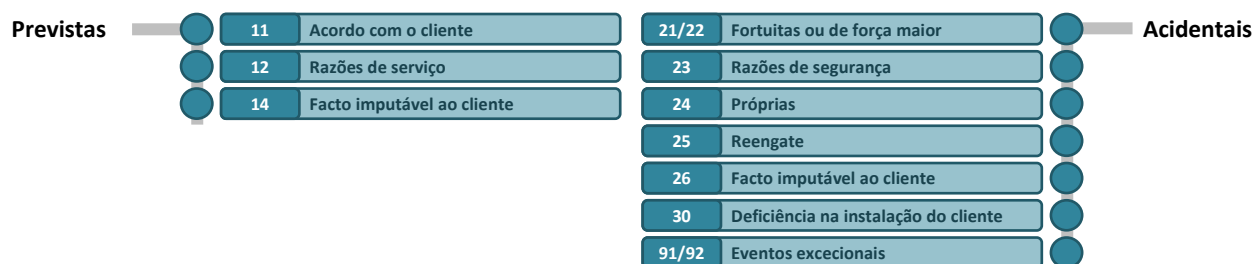 Previstas
11 Acordo com o cliente
12 Razões de serviço
14 Facto imputável ao cliente
21/22 Fortuitas ou de força maior
23 Razões de segurança
24 Próprias
25 Reengate
26 Facto imputável ao cliente
30 Deficiência na instalação do cliente
91/92 Eventos excecionais
Acidentais